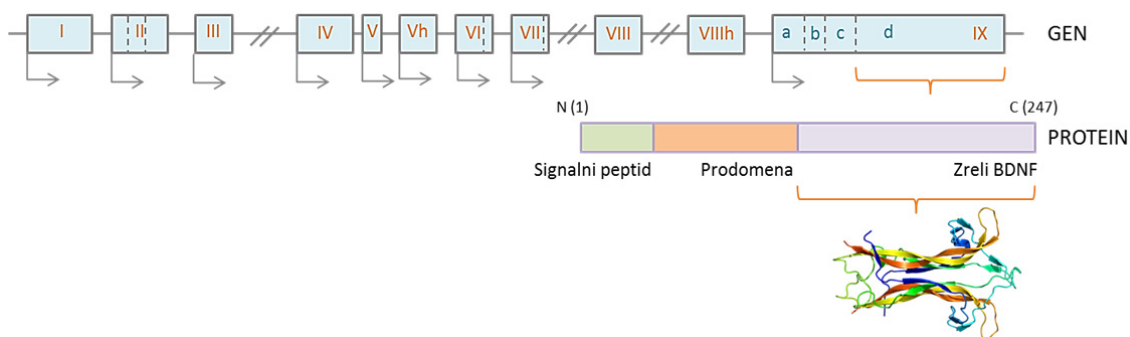 I II III IV V Vh VI VII VIII VIIIh a b c d IX GEN
N (1) C (247)
PROTEIN
Signalni peptid Prodomena Zreli BDNF